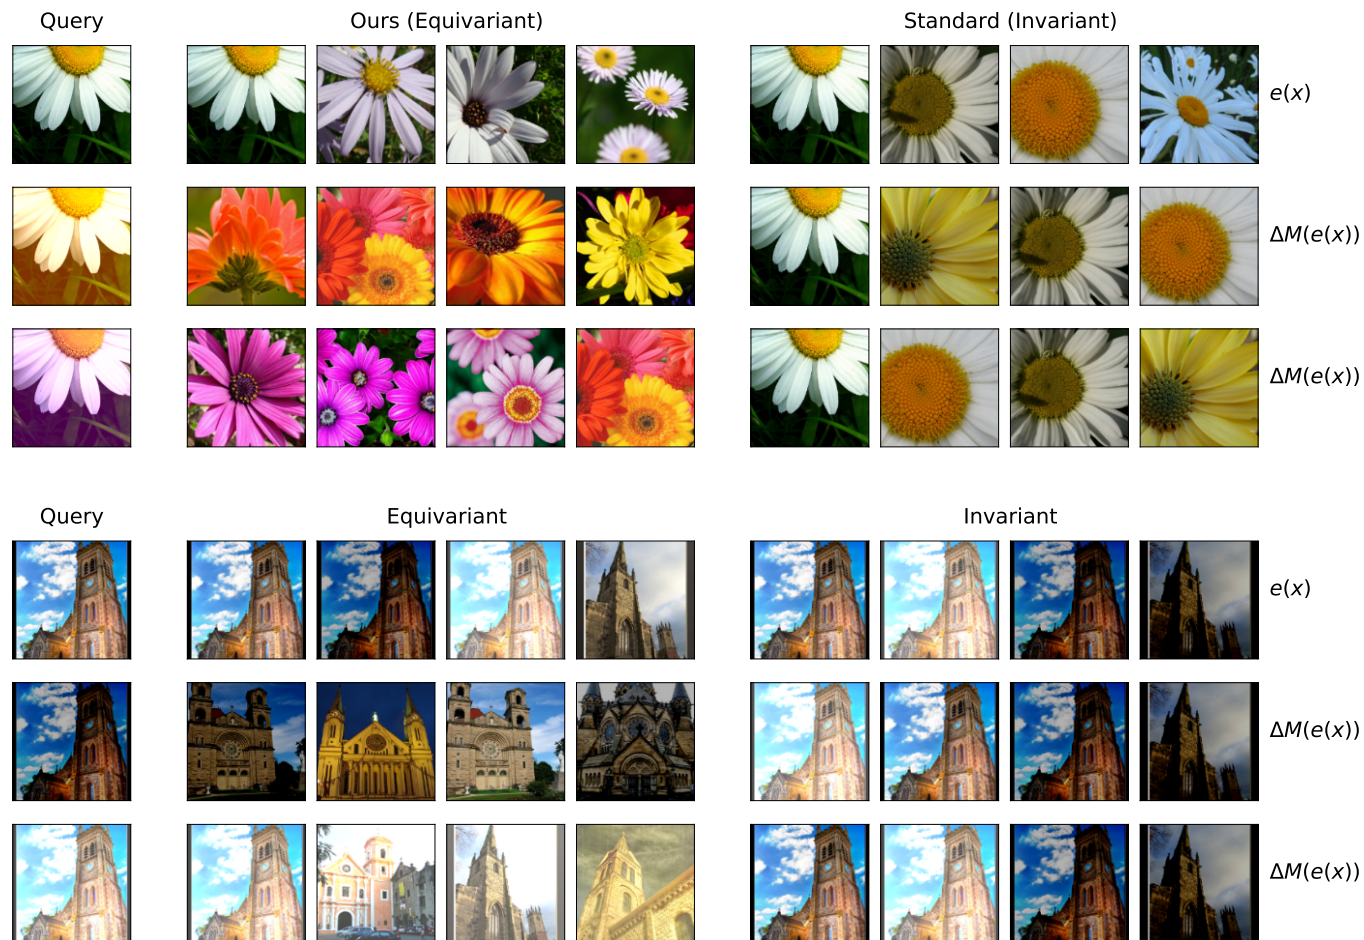 Query Ours (Equivariant) Standard (Invariant)
e(x)
ΔM(e(x))
ΔM(e(x))
Query Equivariant Invariant
e(x)
ΔM(e(x))
ΔM(e(x))